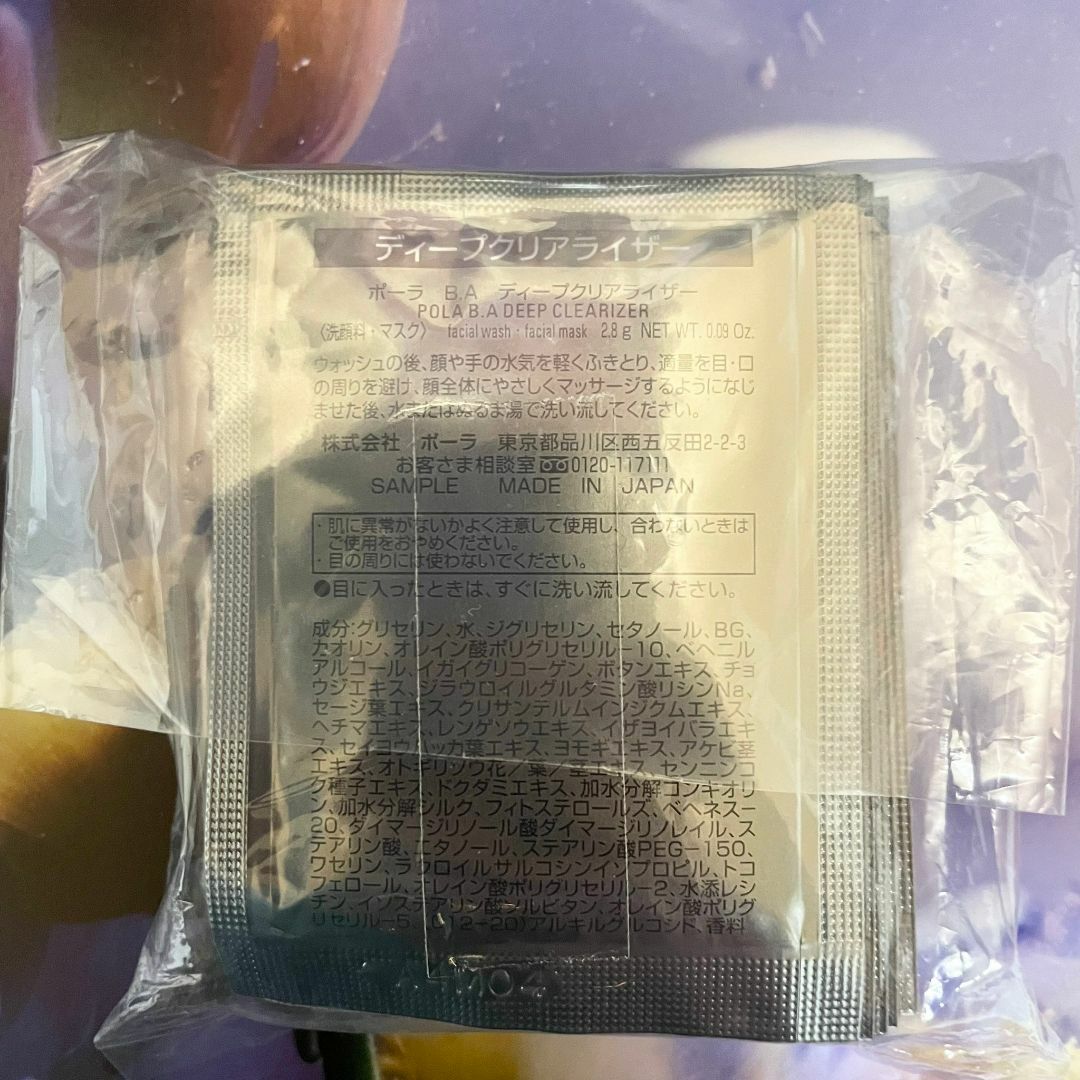 ディープクリアライザー
ポーラ B.A ディープクリアライザー
POLA B.A DEEP CLEARIZER
〈洗顔料・マスク〉 facial wash・facial mask 2.8g NET WT. 0.09 Oz.
ウォッシュの後、顔や手の水気を軽くふきとり、適量を目・口
の周りを避け、顔全体にやさしくマッサージするようになじ
ませた後、水またはぬるま湯で洗い流してください。
株式会社 ポーラ 東京都品川区西五反田2-2-3
お客さま相談室 0120-117111
SAMPLE MADE IN JAPAN
・肌に異常がないかよく注意して使用し、合わないときは
ご使用をおやめください。
・目の周りには使わないでください。
●目に入ったときは、すぐに洗い流してください。
成分:グリセリン、水、ジグリセリン、セタノール、BG、
カオリン、オレイン酸ポリグリセリル-10、ベヘニル
アルコール、イガイグリコーゲン、ボタンエキス、チョ
ウジエキス、ジラウロイルグルタミン酸リシンNa、
セージ葉エキス、クリサンテルムインジクムエキス、
ヘチマエキス、レンゲソウエキス、イザヨイバラエキ
ス、セイヨウハッカ葉エキス、ヨモギエキス、アケビ茎
エキス、オトギリソウ花/葉/茎エキス、センニンコ
ク種子エキス、ドクダミエキス、加水分解コンキオリ
ン、加水分解シルク、フィトステロールズ、ベヘネス-
20、ダイマージリノール酸ダイマージリノレイル、ス
テアリン酸、エタノール、ステアリン酸PEG-150、
ワセリン、ラウロイルサルコシンイソプロピル、トコ
フェロール、オレイン酸ポリグリセリル-2、水添レシ
チン、イソステアリン酸ソルビタン、オレイン酸ポリグ
リセリル-5、(C12-20)アルキルグルコシド、香料